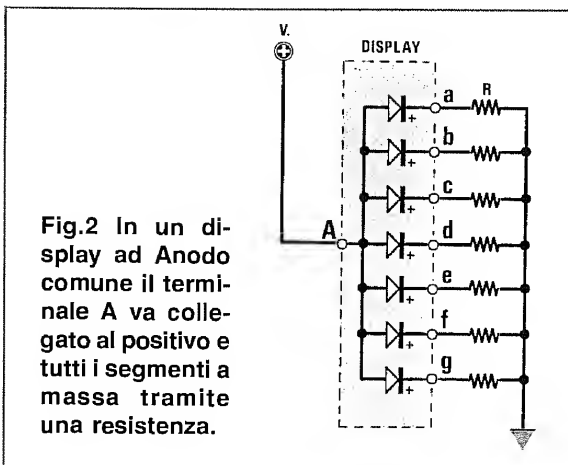 V.
DISPLAY
a
R
b
c
A
d
e
f
g
Fig.2 In un di-
splay ad Anodo
comune il termi-
nale A va colle-
gato al positivo e
tutti i segmenti a
massa tramite
una resistenza.